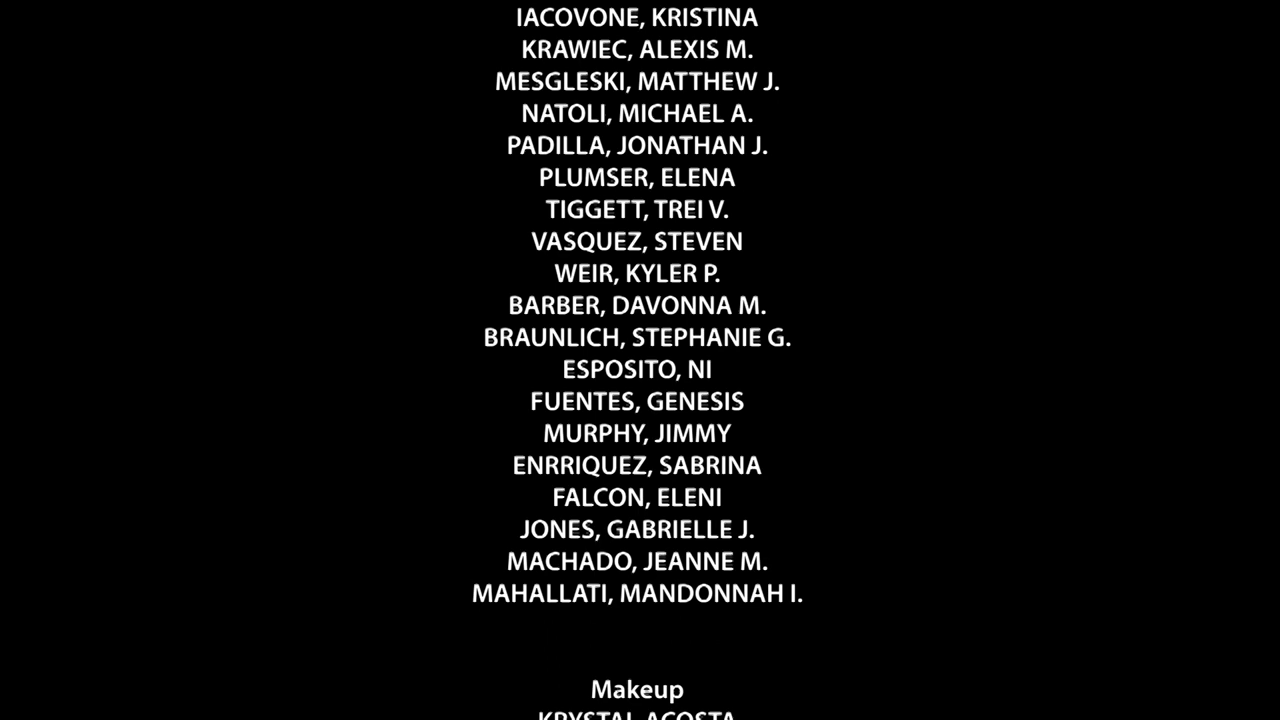 IACOVONE, KRISTINA
KRAWIEC, ALEXIS M.
MESGLESKI, MATTHEW J.
NATOLI, MICHAEL A.
PADILLA, JONATHAN J.
PLUMSER, ELENA
TIGGETT, TREI V.
VASQUEZ, STEVEN
WEIR, KYLER P.
BARBER, DAVONNA M.
BRAUNLICH, STEPHANIE G.
ESPOSITO, NI
FUENTES, GENESIS
MURPHY, JIMMY
ENRRIQUEZ, SABRINA
FALCON, ELENI
JONES, GABRIELLE J.
MACHADO, JEANNE M.
MAHALLATI, MANDONNAH I.
Makeup
KRYSTAL ACOSTA